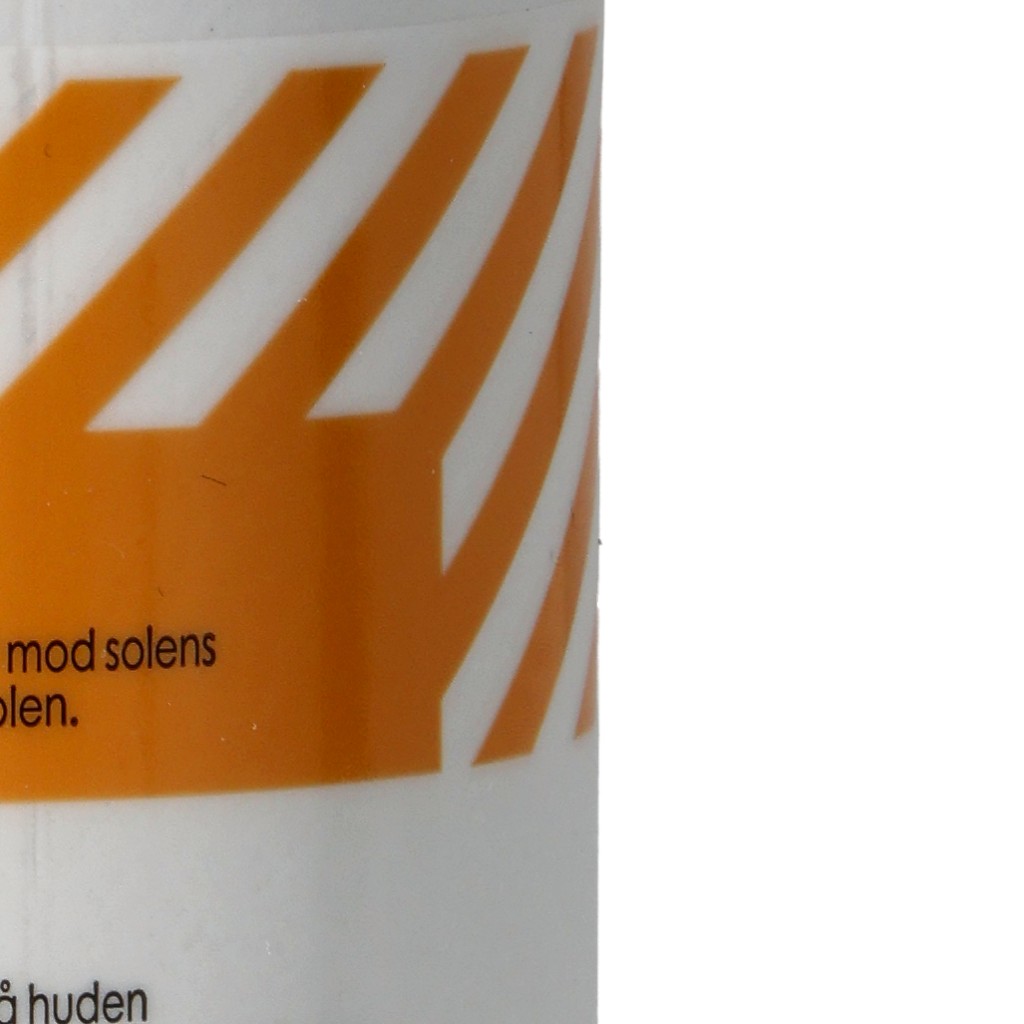 mod solens
olen.
å huden